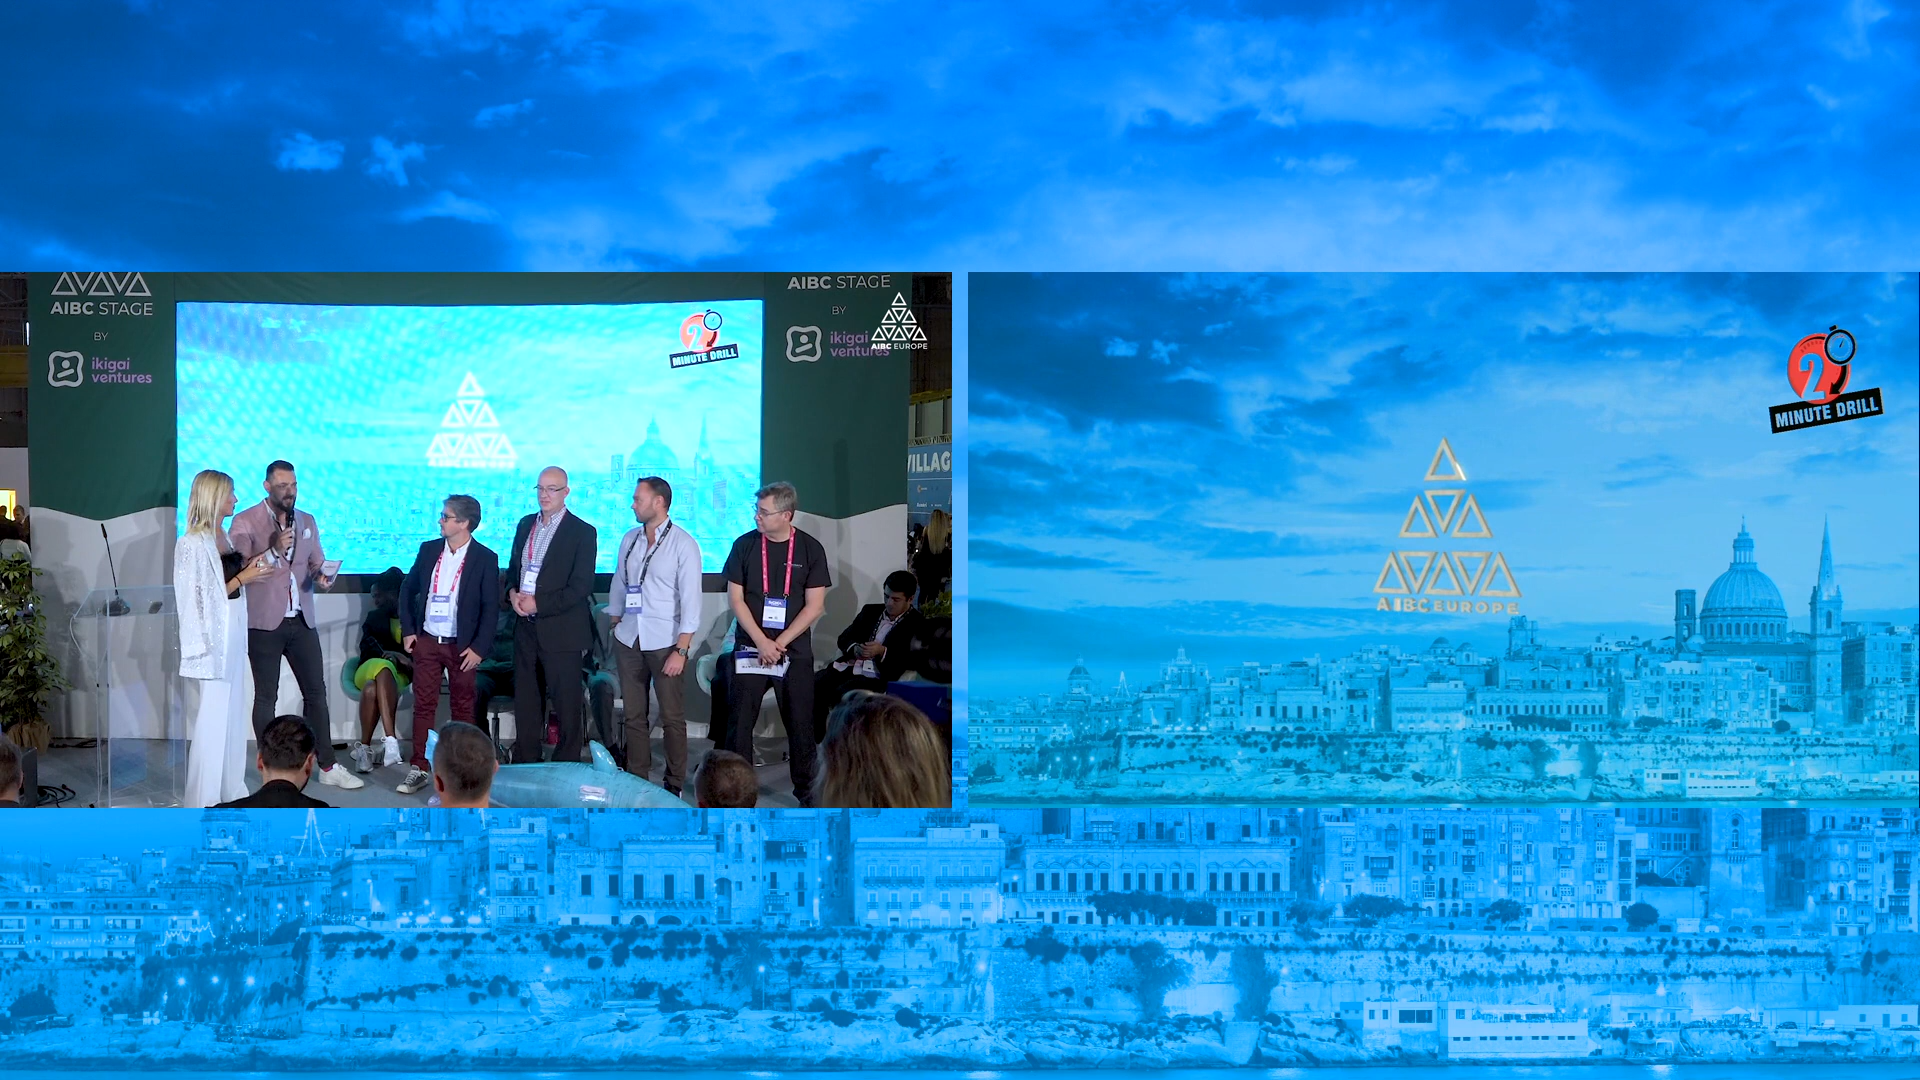 AIBC STAGE
BY
ikigai
ventures
2
MINUTE DRILL
AIBC STAGE
BY
ikigai
ventures
AIBC EUROPE
VILLAG
2
MINUTE DRILL
AIBC EUROPE